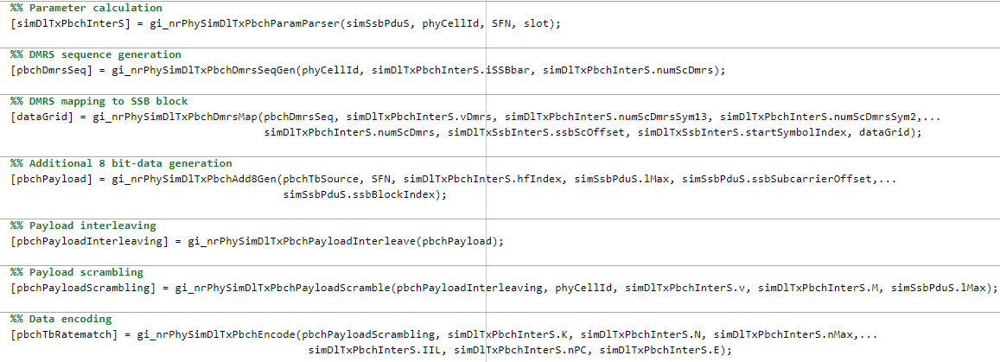 %% Parameter calculation
[simDlTxPbchInterS] = gi_nrPhySimDlTxPbchParamParser(simSsbPduS, phyCellId, SFN, slot);
%% DMRS sequence generation
[pbchDmrsSeq] = gi_nrPhySimDlTxPbchDmrsSeqGen(phyCellId, simDlTxPbchInterS.iSSBbar, simDlTxPbchInterS.numScDmrs);
%% DMRS mapping to SSB block
[dataGrid] = gi_nrPhySimDlTxPbchDmrsMap(pbchDmrsSeq, simDlTxPbchInterS.vDmrs, simDlTxPbchInterS.numScDmrsSym13, simDlTxPbchInterS.numScDmrsSym2,...
simDlTxPbchInterS.numScDmrs, simDlTxSsbInterS.ssbScOffset, simDlTxSsbInterS.startSymbolIndex, dataGrid);
%% Additional 8 bit-data generation
[pbchPayload] = gi_nrPhySimDlTxPbchAdd8Gen(pbchTbSource, SFN, simDlTxPbchInterS.hfIndex, simSsbPduS.lMax, simSsbPduS.ssbSubcarrierOffset,...
simSsbPduS.ssbBlockIndex);
%% Payload interleaving
[pbchPayloadInterleaving] = gi_nrPhySimDlTxPbchPayloadInterleave(pbchPayload);
%% Payload scrambling
[pbchPayloadScrambling] = gi_nrPhySimDlTxPbchPayloadScramble(pbchPayloadInterleaving, phyCellId, simDlTxPbchInterS.v, simDlTxPbchInterS.M, simSsbPduS.lMax);
%% Data encoding
[pbchTbRatematch] = gi_nrPhySimDlTxPbchEncode(pbchPayloadScrambling, simDlTxPbchInterS.K, simDlTxPbchInterS.N, simDlTxPbchInterS.nMax,...
simDlTxPbchInterS.IIL, simDlTxPbchInterS.nPC, simDlTxPbchInterS.E);